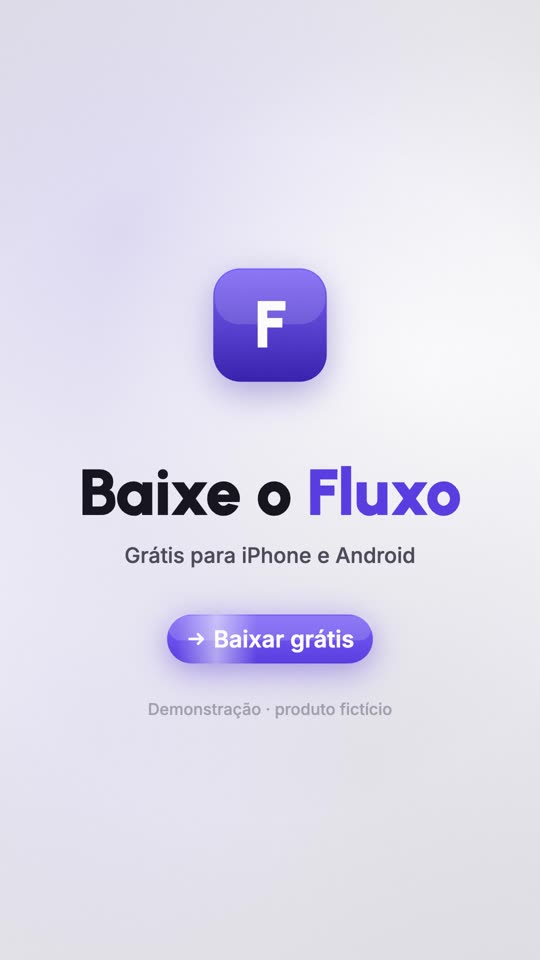 F
Baixe o Fluxo
Grátis para iPhone e Android
→ Baixar grátis
Demonstração · produto fictício